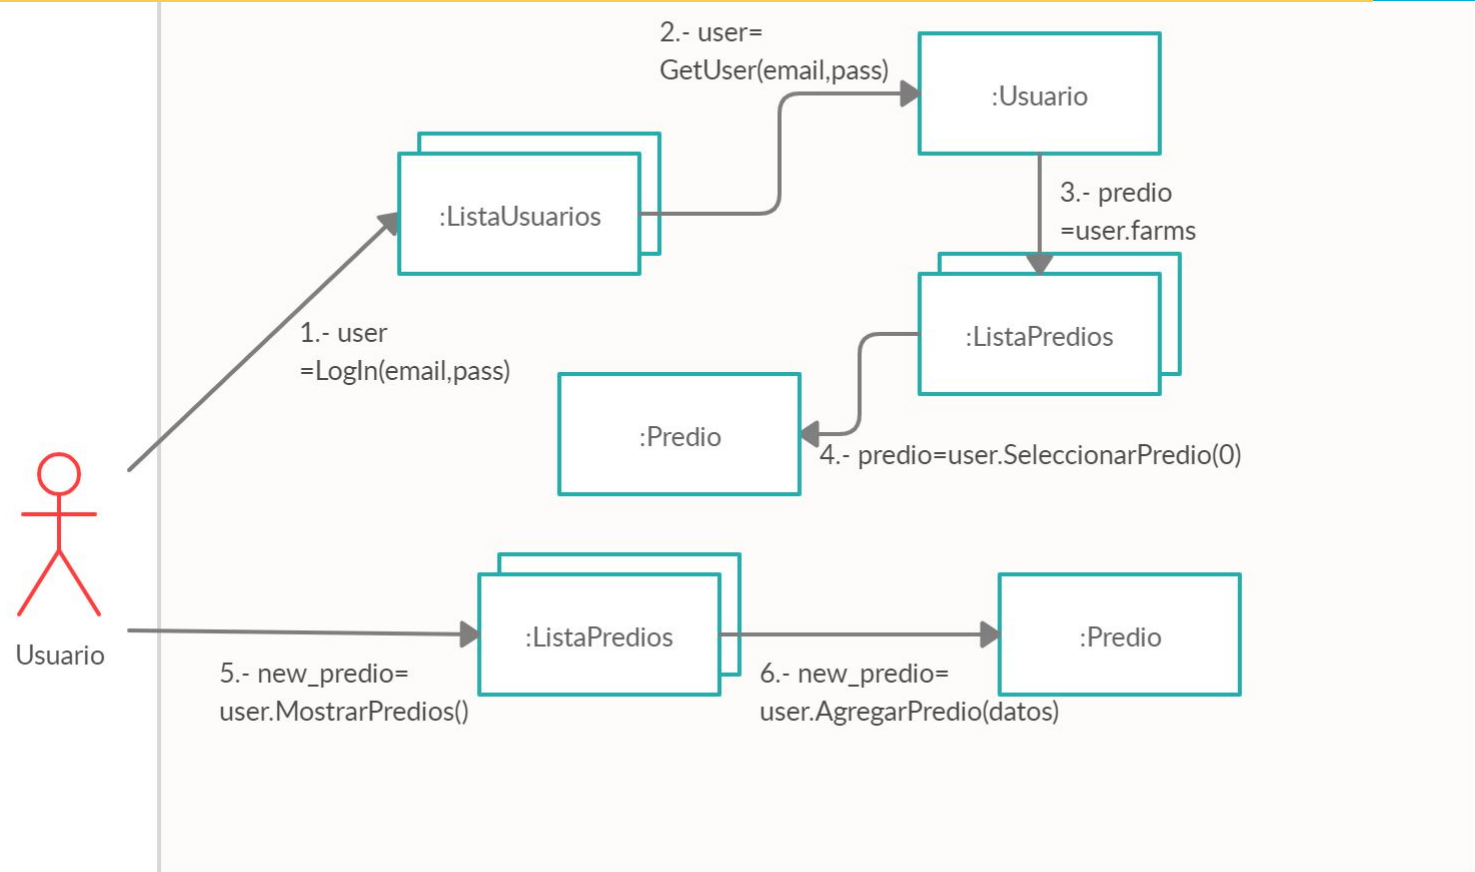 2.- user=
GetUser(email,pass)
:Usuario
:ListaUsuarios
3.- predio
=user.farms
1.- user
=LogIn(email,pass)
:ListaPredios
:Predio
4.- predio=user.SeleccionarPredio(0)
Usuario
:ListaPredios
:Predio
5.- new_predio=
user.MostrarPredios()
6.- new_predio=
user.AgregarPredio(datos)